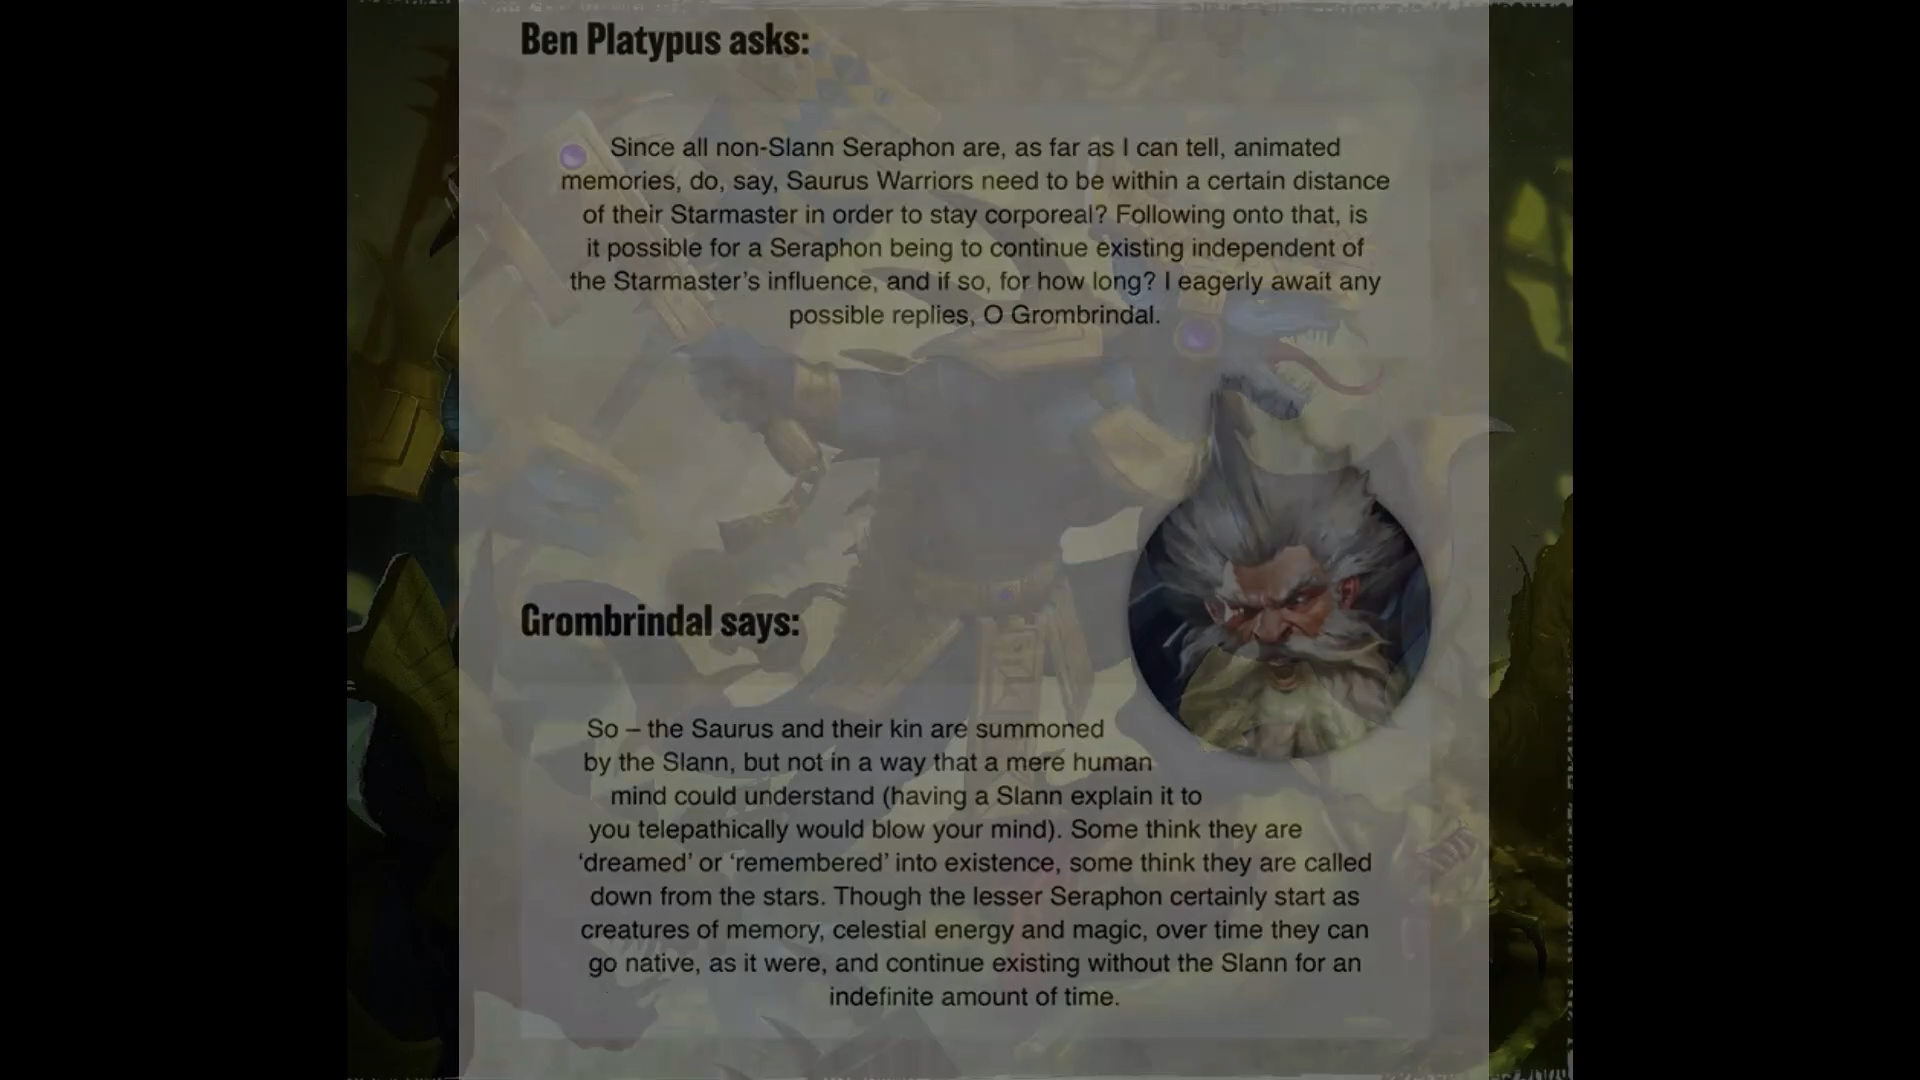 Ben Platypus asks:
Since all non-Slann Seraphon are, as far as I can tell, animated
memories, do, say, Saurus Warriors need to be within a certain distance
of their Starmaster in order to stay corporeal? Following onto that, is
it possible for a Seraphon being to continue existing independent of
the Starmaster’s influence, and if so, for how long? I eagerly await any
possible replies, O Grombrindal.
Grombrindal says:
So – the Saurus and their kin are summoned
by the Slann, but not in a way that a mere human
mind could understand (having a Slann explain it to
you telepathically would blow your mind). Some think they are
‘dreamed’ or ‘remembered’ into existence, some think they are called
down from the stars. Though the lesser Seraphon certainly start as
creatures of memory, celestial energy and magic, over time they can
go native, as it were, and continue existing without the Slann for an
indefinite amount of time.